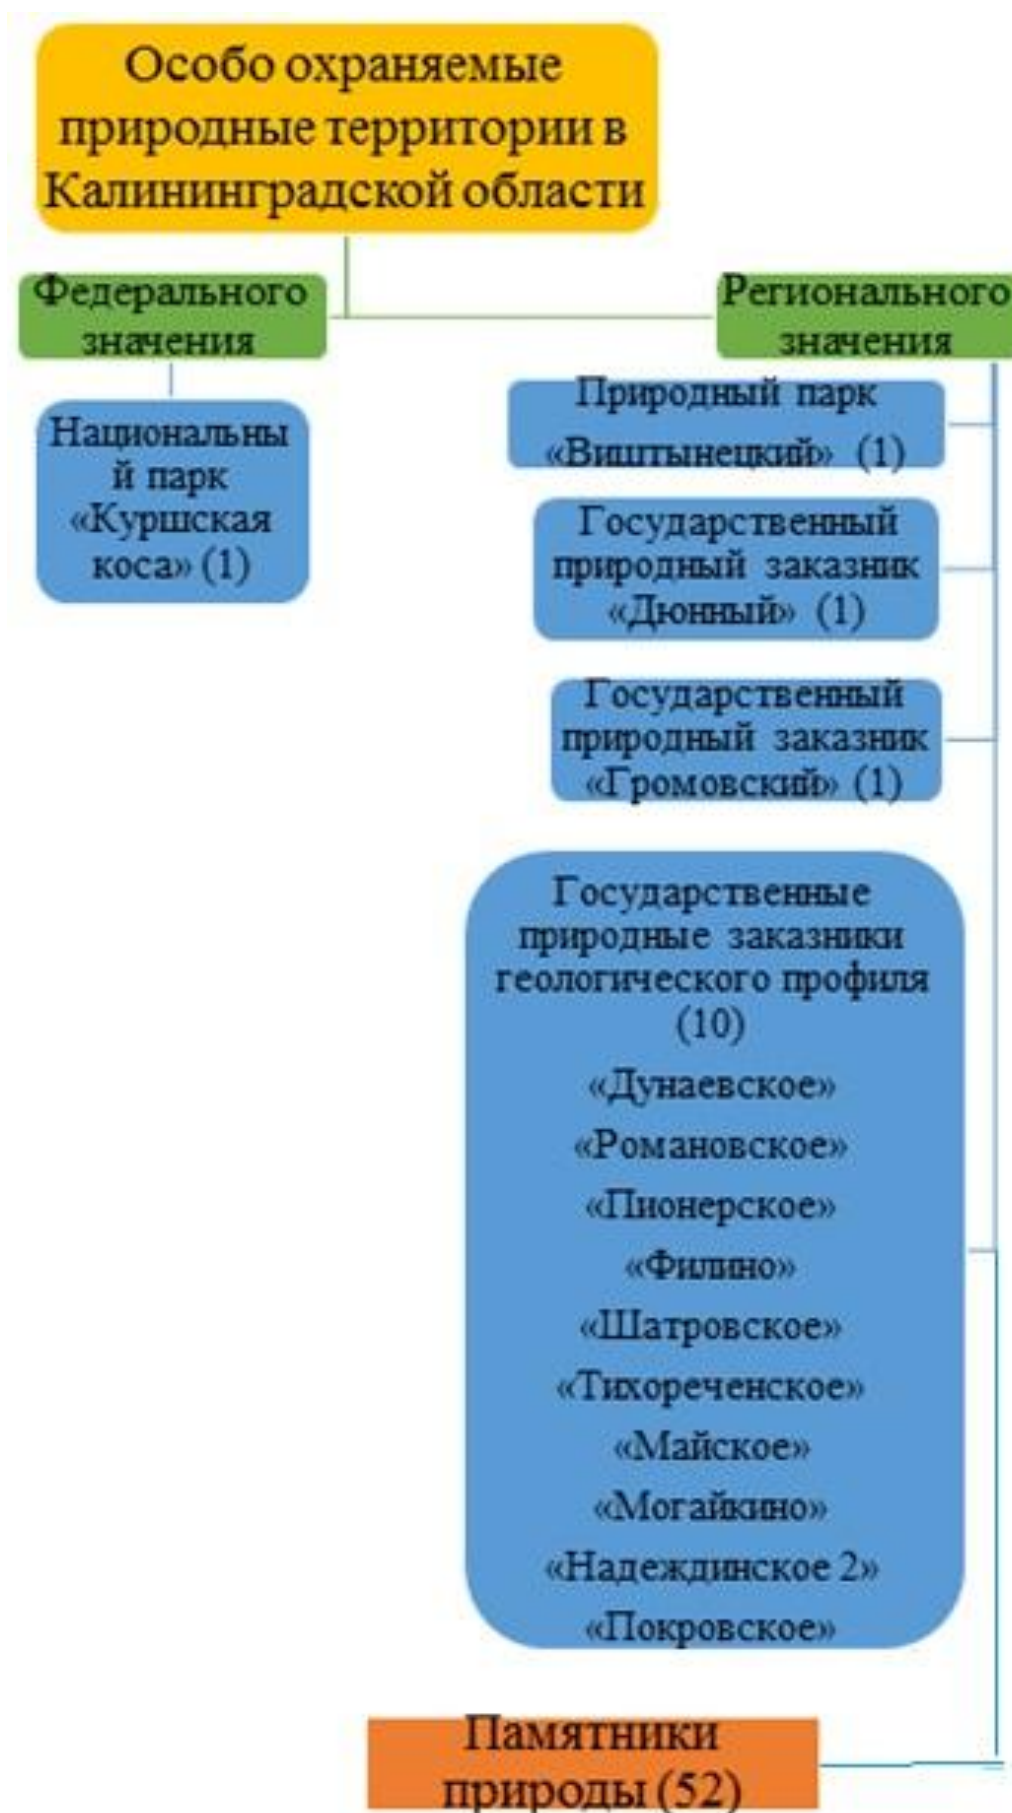 Особо охраняемые
природные территории в
Калининградской области
Федерального
значения
Национальны
й парк
«Куршская
коса» (1)
Регионального
значения
Природный парк
«Виштынецкий» (1)
Государственный
природный заказник
«Дюнный» (1)
Государственный
природный заказник
«Громовский» (1)
Государственные
природные заказники
геологического профиля
(10)
«Дунаевское»
«Романовское»
«Пионерское»
«Филино»
«Шатровское»
«Тихореченское»
«Майское»
«Могайкино»
«Надеждинское 2»
«Покровское»
Памятники
природы (52)